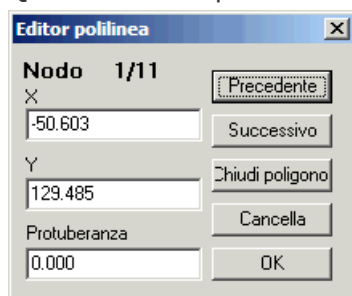 Editor polilinea
Nodo 1/11
X
-50.603
Y
129.485
Protuberanza
0.000
Precedente
Successivo
Chiudi poligono
Cancella
OK